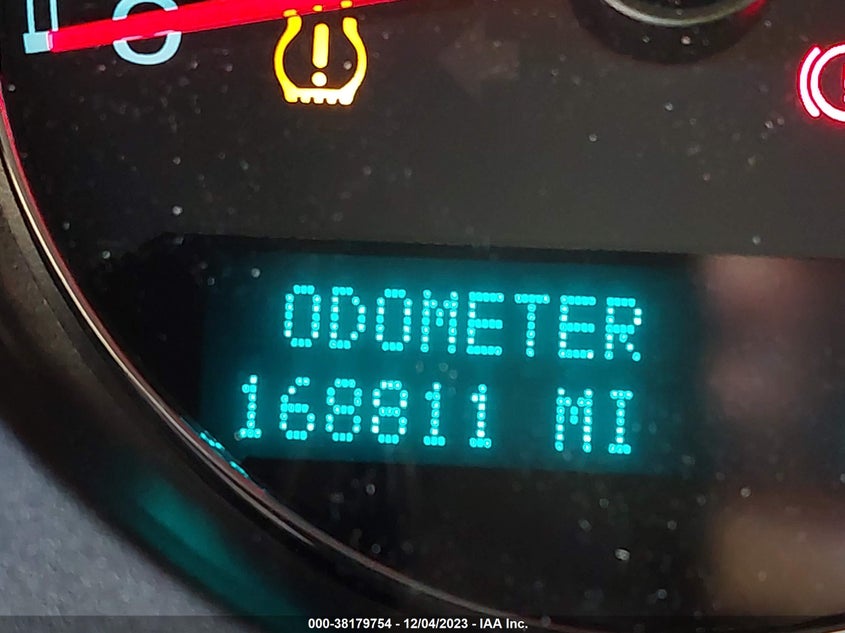 ODOMETER
168811 MI
000-38179754 - 12/04/2023 - IAA Inc.